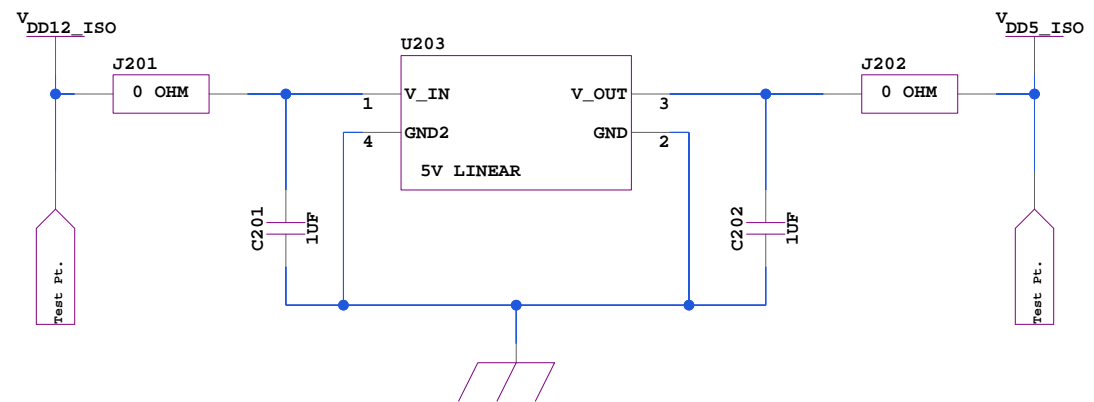 VDD12_ISO
VDD5_ISO
U203
J201
J202
0 OHM
0 OHM
V_IN
V_OUT
1
3
GND2
GND
4
2
5V LINEAR
C201
1UF
C202
1UF
Test Pt.
Test Pt.